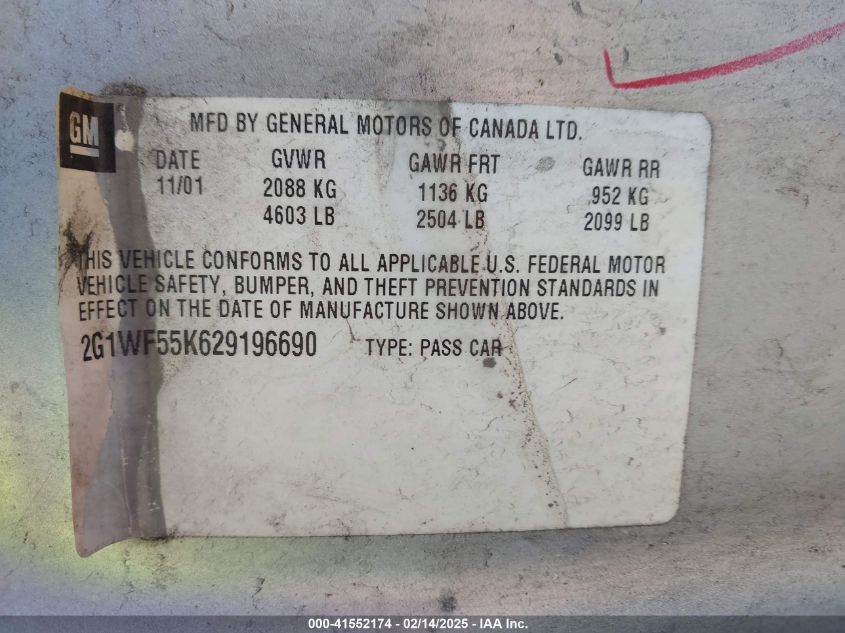 GM
MFD BY GENERAL MOTORS OF CANADA LTD.
DATE GVWR GAWR FRT GAWR RR
11/01 2088 KG 1136 KG 952 KG
4603 LB 2504 LB 2099 LB
THIS VEHICLE CONFORMS TO ALL APPLICABLE U.S. FEDERAL MOTOR
VEHICLE SAFETY, BUMPER, AND THEFT PREVENTION STANDARDS IN
EFFECT ON THE DATE OF MANUFACTURE SHOWN ABOVE.
2G1WF55K629196690 TYPE: PASS CAR
000-41552174 - 02/14/2025 - IAA Inc.